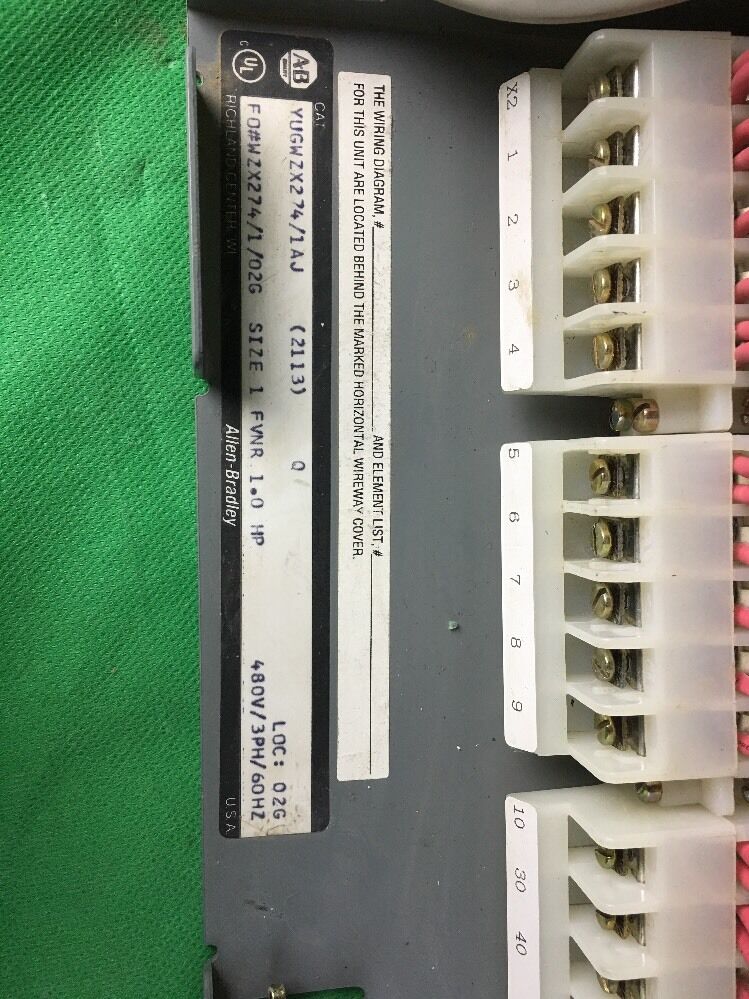 THE WIRING DIAGRAM, # AND ELEMENT LIST, #
FOR THIS UNIT ARE LOCATED BEHIND THE MARKED HORIZONTAL WIREWAY COVER.
A-B
QUALITY
CAT
C UL
YUGWZX274/1AJ (2113) Q LOC: 02G
FO#WZX274/1/02G SIZE 1 FVNR 1.0 HP 480V/3PH/60HZ
RICHLAND CENTER, WI Allen-Bradley U.S.A.
X2
1
2
3
4
5
6
7
8
9
10
30
40